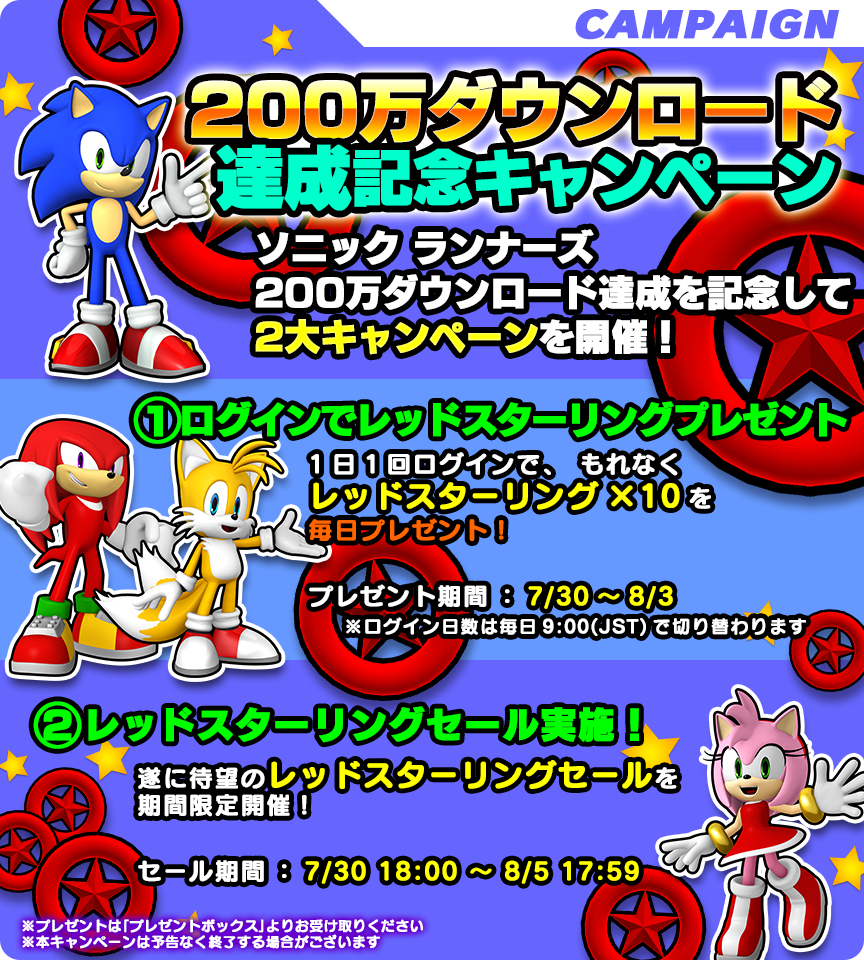 CAMPAIGN
200万ダウンロード
達成記念キャンペーン
ソニック ランナーズ
200万ダウンロード達成を記念して
2大キャンペーンを開催！
①ログインでレッドスターリングプレゼント
1日1回ログインで、 もれなく
レッドスターリング×10を
毎日プレゼント！
プレゼント期間 ： 7/30～8/3
※ログイン日数は毎日9:00(JST)で切り替わります
②レッドスターリングセール実施！
遂に待望のレッドスターリングセールを
期間限定開催！
セール期間 ： 7/30 18:00 ～ 8/5 17:59
※プレゼントは「プレゼントボックス」よりお受け取りください
※本キャンペーンは予告なく終了する場合がございます